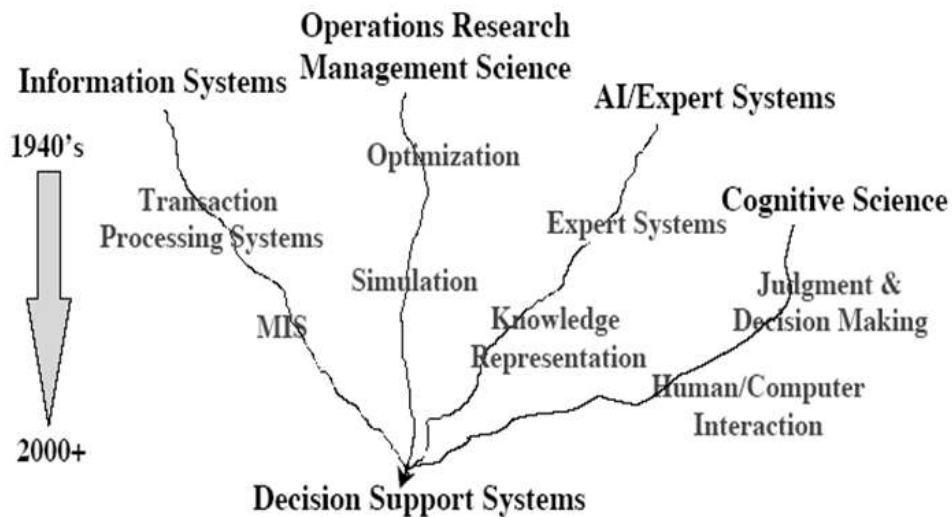 Operations Research
Management Science
Information Systems
AI/Expert Systems
1940's
Optimization
Transaction
Processing Systems
Cognitive Science
Expert Systems
Simulation
Judgment &
Decision Making
MIS
Knowledge
Representation
Human/Computer
Interaction
2000+
Decision Support Systems